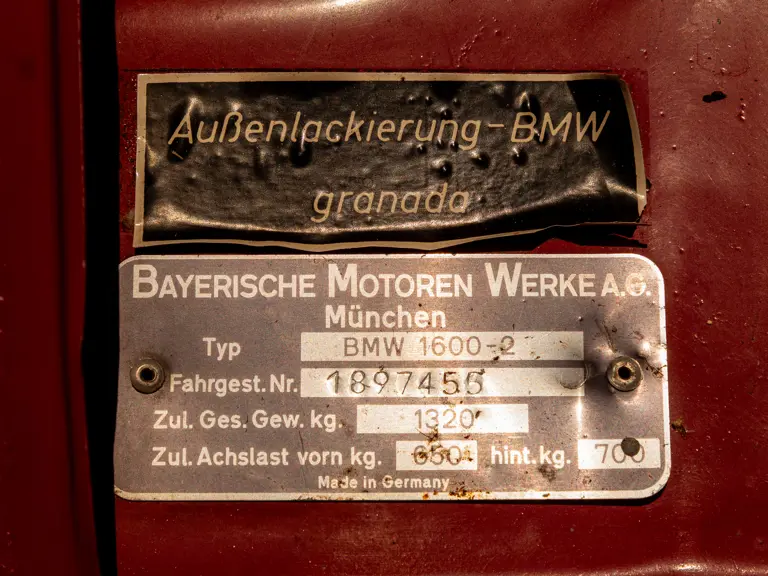 Außenlackierung-BMW
granada
BAYERISCHE MOTOREN WERKE A.G.
München
Typ BMW 1600-2
Fahrgest. Nr. 1897455
Zul. Ges. Gew. kg. 1320
Zul. Achslast vorn kg. 650 hint. kg. 700
Made in Germany